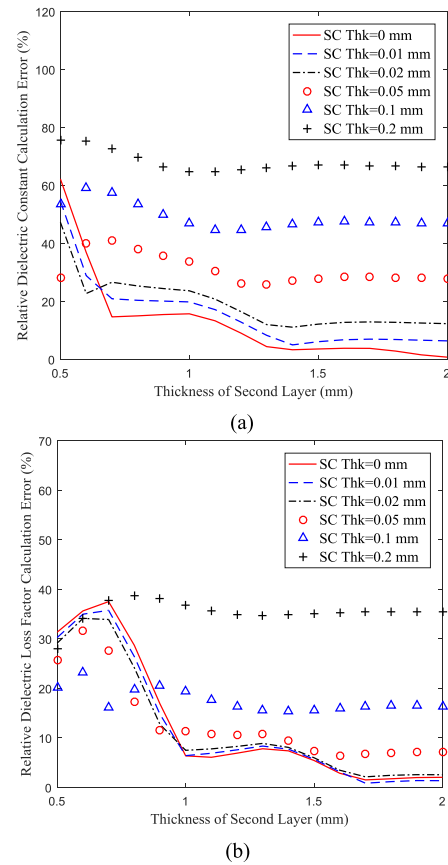 120
100
80
60
40
20
0
Relative Dielectric Constant Calculation Error (%)
SC Thk=0 mm
SC Thk=0.01 mm
SC Thk=0.02 mm
SC Thk=0.05 mm
SC Thk=0.1 mm
SC Thk=0.2 mm
0.5 1 1.5 2
Thickness of Second Layer (mm)
(a)
70
60
50
40
30
20
10
0
Relative Dielectric Loss Factor Calculation Error (%)
SC Thk=0 mm
SC Thk=0.01 mm
SC Thk=0.02 mm
SC Thk=0.05 mm
SC Thk=0.1 mm
SC Thk=0.2 mm
0.5 1 1.5 2
Thickness of Second Layer (mm)
(b)